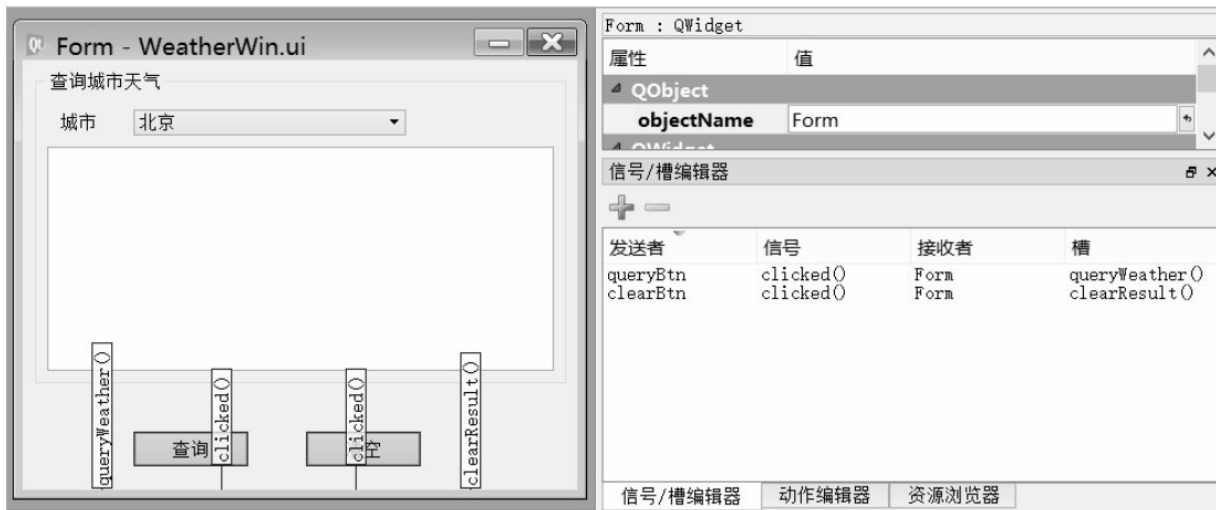 Form - WeatherWin.ui
查询城市天气
城市
北京
queryWeather()
clicked()
clicked()
clearResult()
查询
空
Form : QWidget
属性 值
QObject
objectName Form
QWidget
信号/槽编辑器
发送者 信号 接收者 槽
queryBtn clicked() Form queryWeather()
clearBtn clicked() Form clearResult()
信号/槽编辑器 动作编辑器 资源浏览器